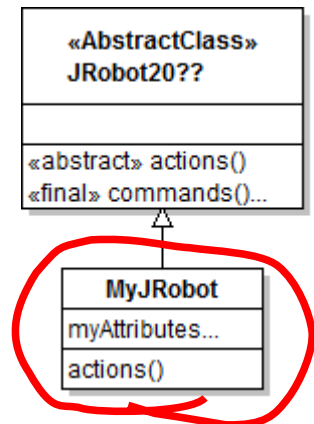 «AbstractClass»
JRobot20??
«abstract» actions()
«final» commands()...
MyJRobot
myAttributes...
actions()